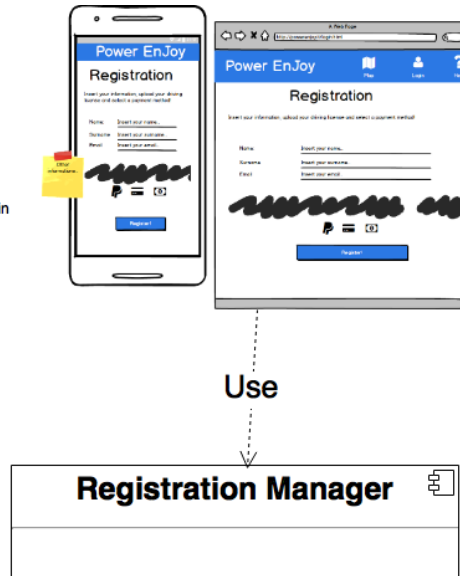 A Web Page
Power EnJoy
Registration
Insert your information, upload your driving
license and select a payment method!
Name: Insert your name..
Surname Insert your surname..
Email Insert your email..
Other
informations..
Register!
Power EnJoy
Map
Login
Registration
Insert your information, upload your driving license and select a payment method!
Name Insert your name..
Surname Insert your surname..
Email Insert your email..
Register!
in
Use
Registration Manager